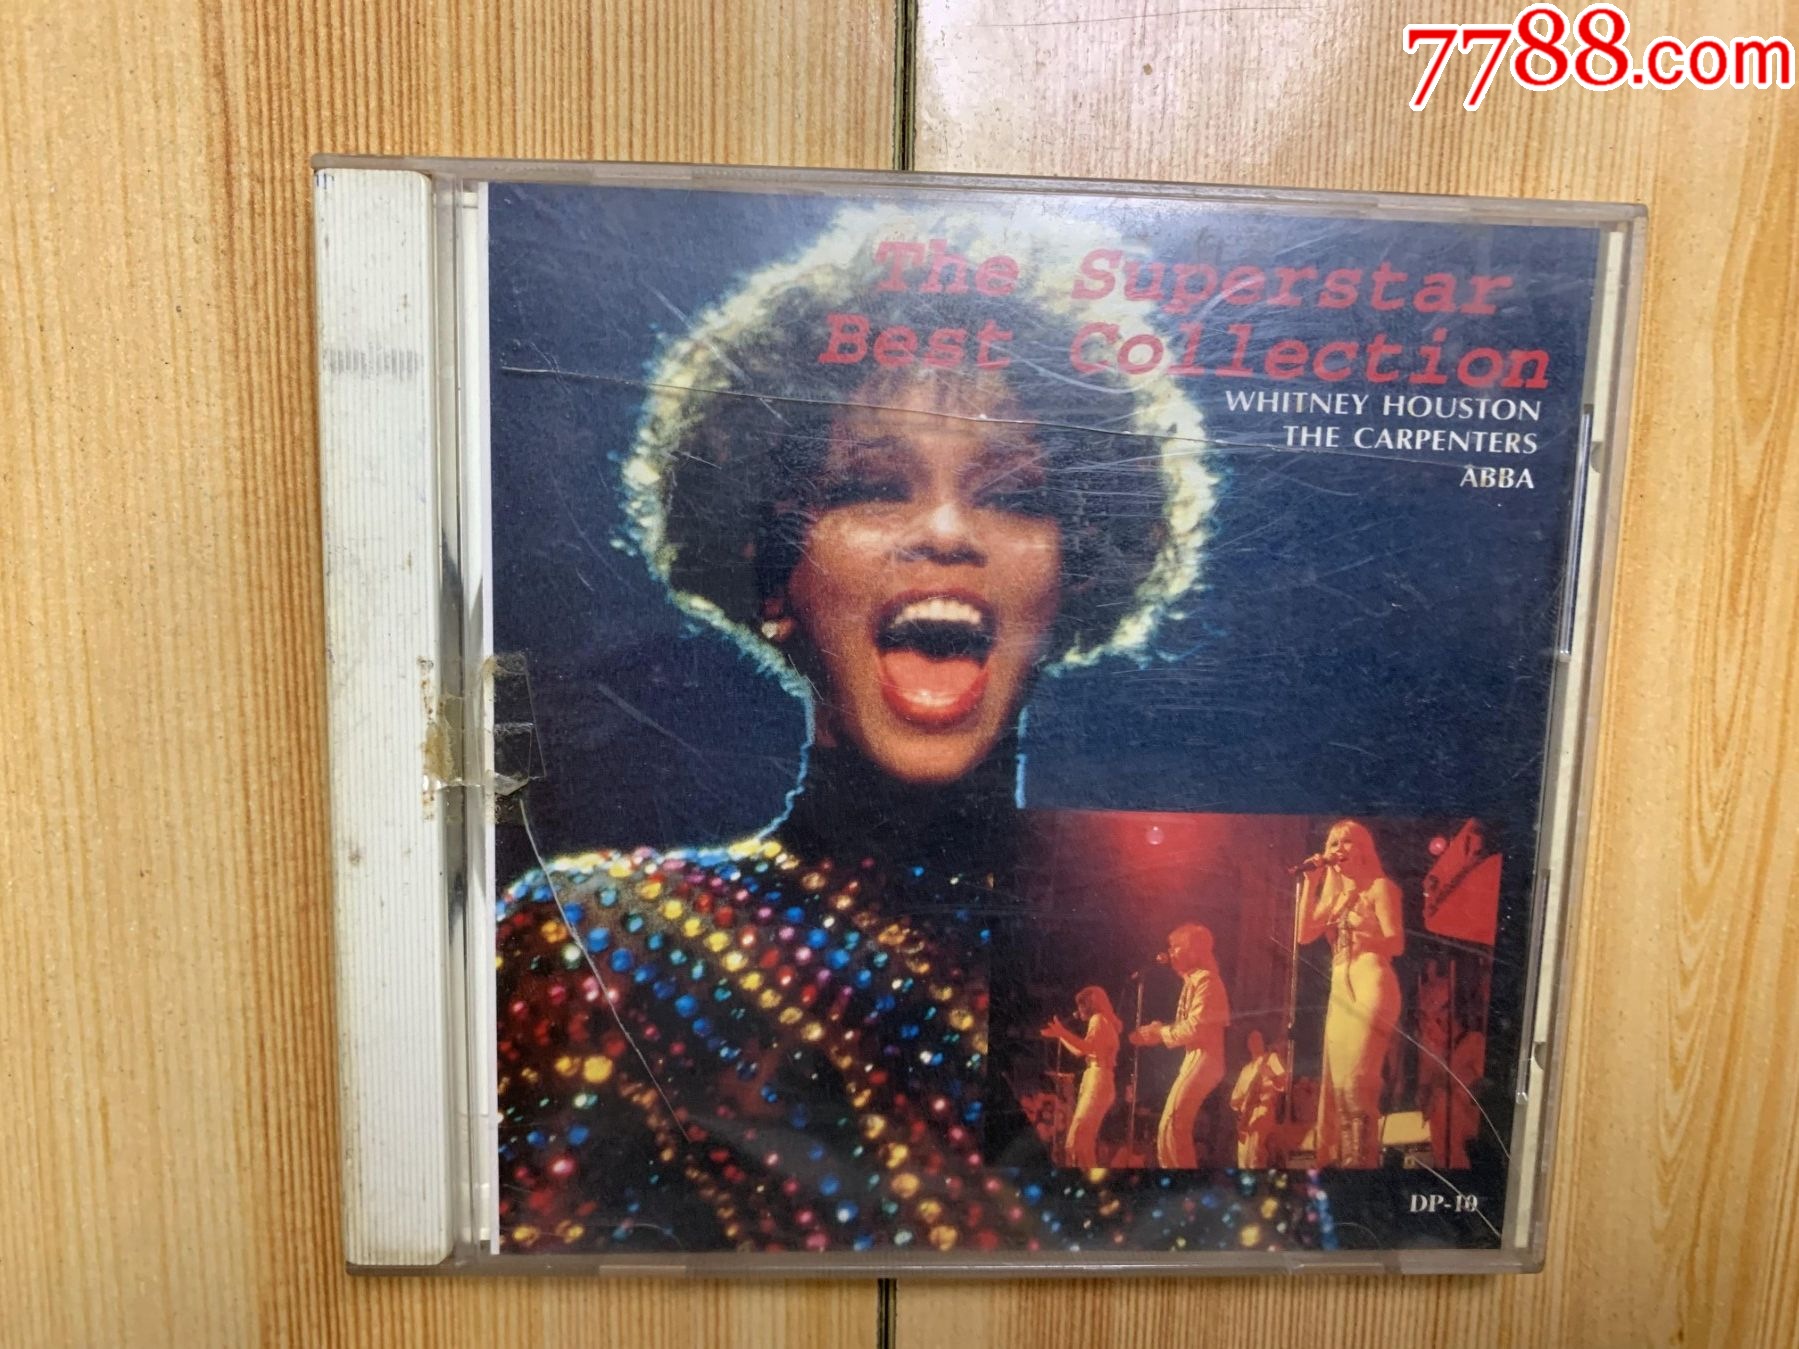 7788.com
The Superstar
Best Collection
WHITNEY HOUSTON
THE CARPENTERS
ABBA
DP-10